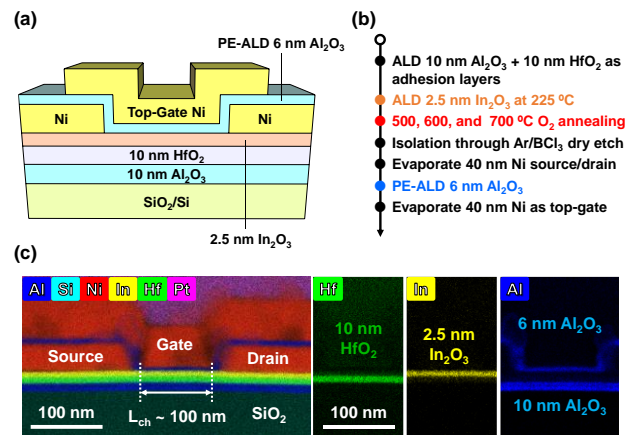 (a)
PE-ALD 6 nm Al₂O₃
Top-Gate Ni
Ni
Ni
10 nm HfO₂
10 nm Al₂O₃
SiO₂/Si
2.5 nm In₂O₃
(b)
ALD 10 nm Al₂O₃ + 10 nm HfO₂ as
adhesion layers
ALD 2.5 nm In₂O₃ at 225 ⁰C
500, 600, and 700 ⁰C O₂ annealing
Isolation through Ar/BCl₃ dry etch
Evaporate 40 nm Ni source/drain
PE-ALD 6 nm Al₂O₃
Evaporate 40 nm Ni as top-gate
(c)
Al Si Ni In Hf Pt
Source
Gate
Drain
100 nm
L_ch ~ 100 nm
SiO₂
Hf
10 nm
HfO₂
100 nm
In
2.5 nm
In₂O₃
Al
6 nm Al₂O₃
10 nm Al₂O₃